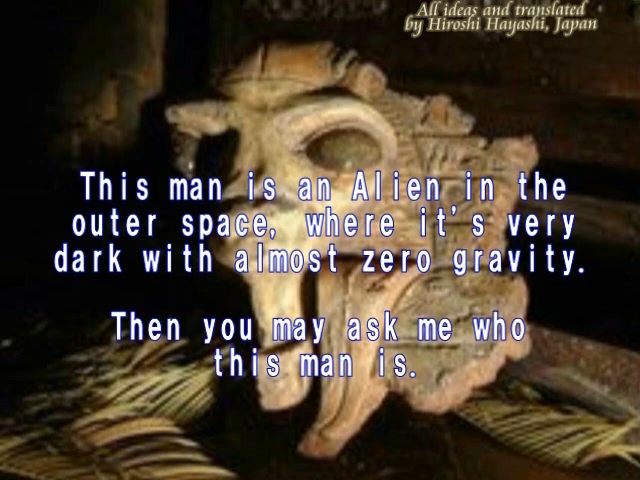 All ideas and translated
by Hiroshi Hayashi, Japan
This man is an Alien in the
outer space, where it's very
dark with almost zero gravity.
Then you may ask me who
this man is.